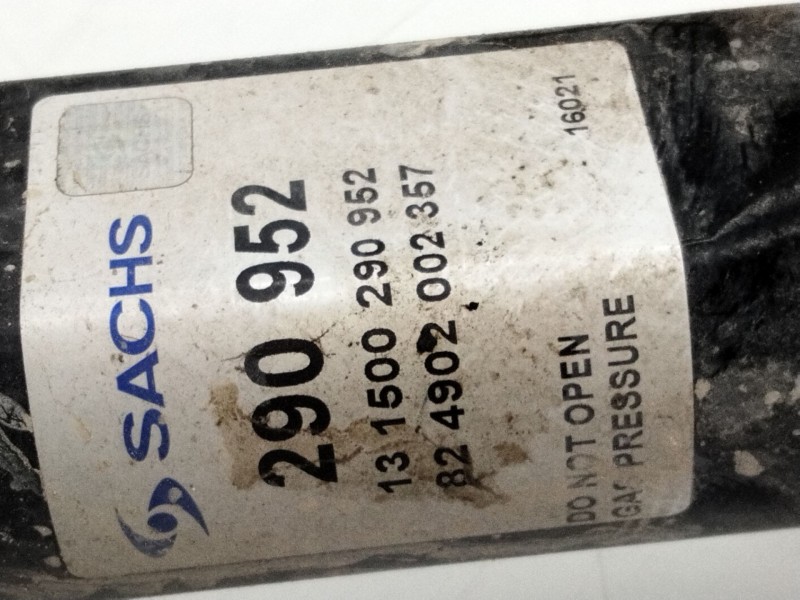 SACHS
290 952
13 1500 290 952
82 4902 002 357
DO NOT OPEN
GAS PRESSURE
16021